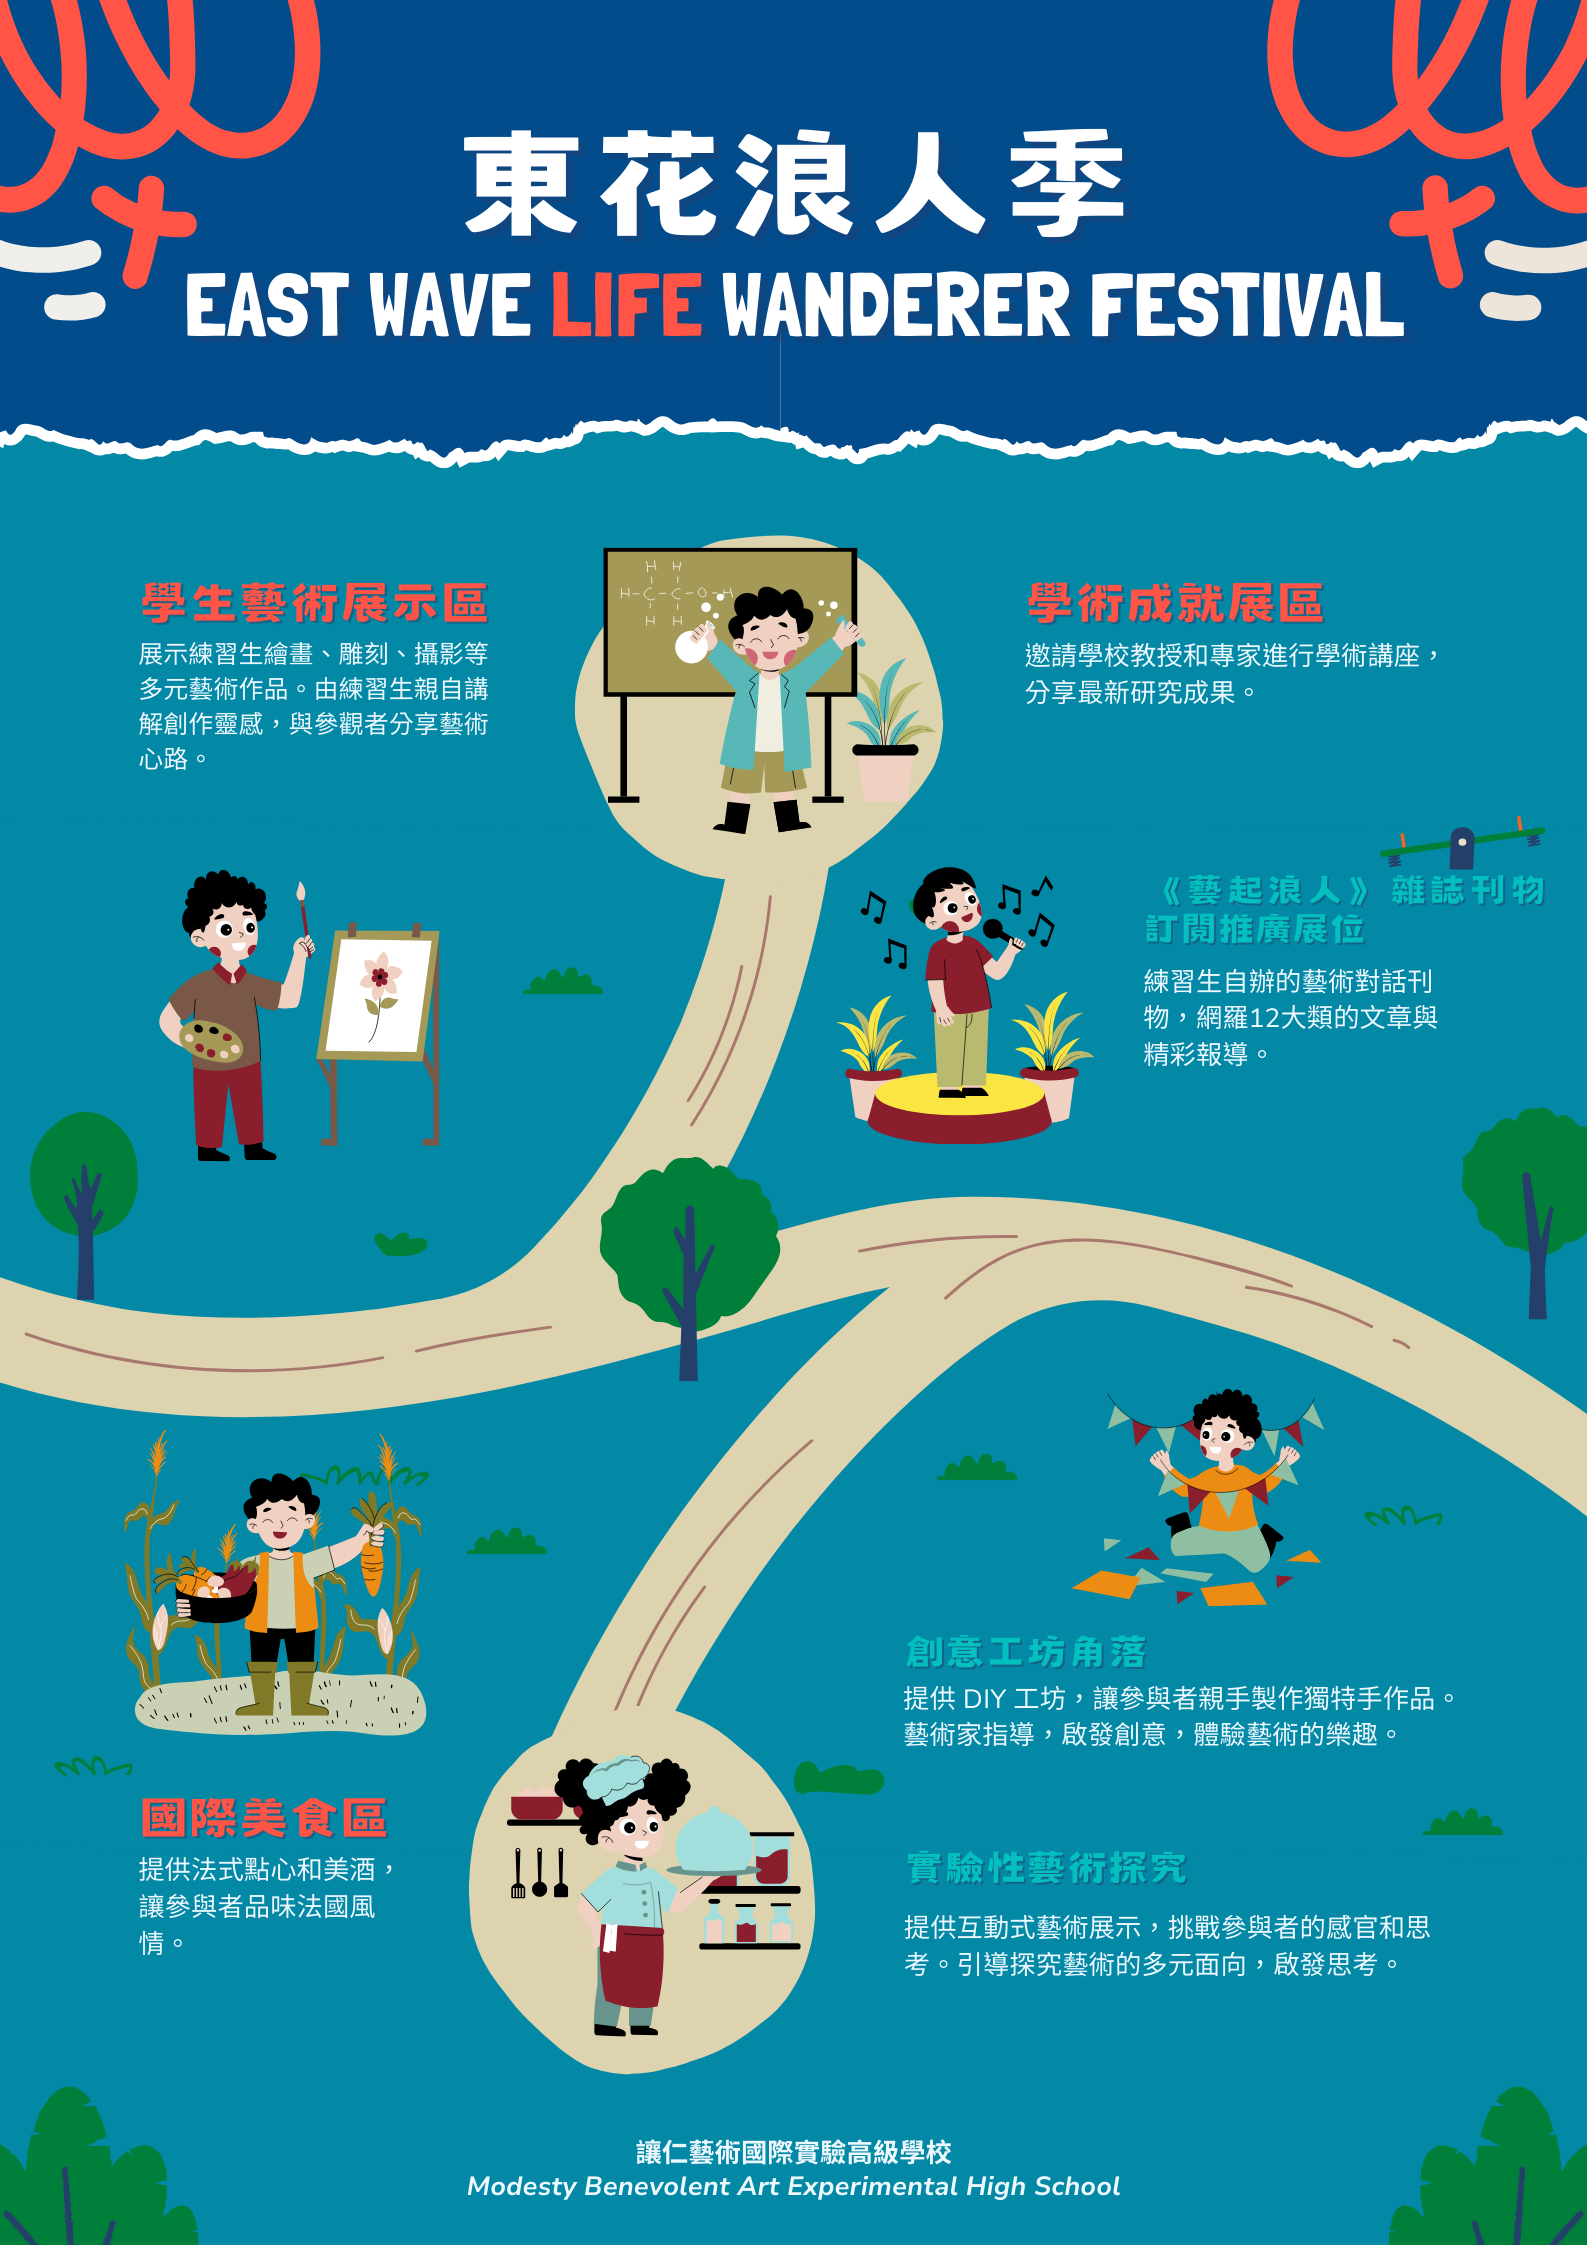 東花浪人季
EAST WAVE LIFE WANDERER FESTIVAL
學生藝術展示區
展示練習生繪畫、雕刻、攝影等
多元藝術作品。由練習生親自講
解創作靈感，與參觀者分享藝術
心路。
H H
H-C-C-O-H
H H
學術成就展區
邀請學校教授和專家進行學術講座，
分享最新研究成果。
《藝起浪人》雜誌刊物
訂閱推廣展位
練習生自辦的藝術對話刊
物，網羅12大類的文章與
精彩報導。
創意工坊角落
提供 DIY 工坊，讓參與者親手製作獨特手作品。
藝術家指導，啟發創意，體驗藝術的樂趣。
國際美食區
提供法式點心和美酒，
讓參與者品味法國風
情。
實驗性藝術探究
提供互動式藝術展示，挑戰參與者的感官和思
考。引導探究藝術的多元面向，啟發思考。
讓仁藝術國際實驗高級學校
Modesty Benevolent Art Experimental High School